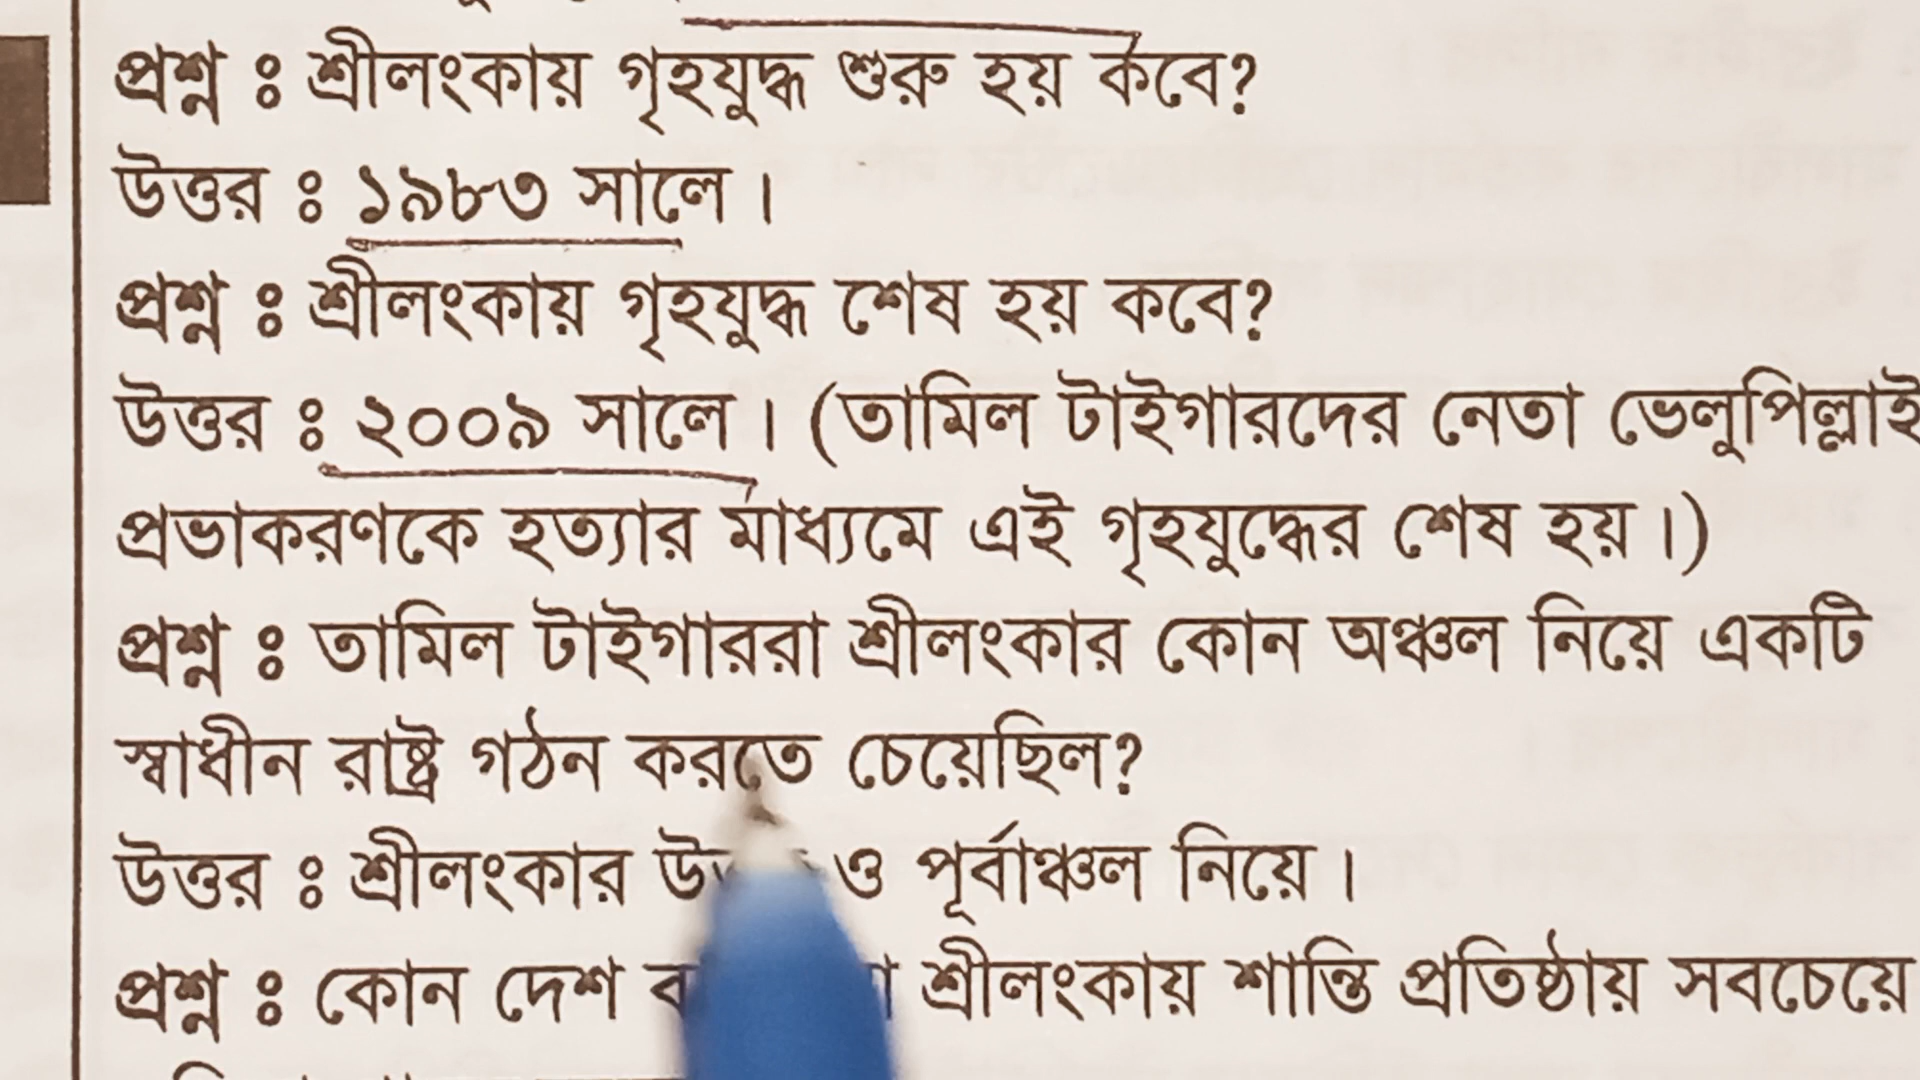 প্রশ্ন : শ্রীলংকায় গৃহযুদ্ধ শুরু হয় কবে?
উত্তর : ১৯৮৩ সালে।
প্রশ্ন : শ্রীলংকায় গৃহযুদ্ধ শেষ হয় কবে?
উত্তর : ২০০৯ সালে। (তামিল টাইগারদের নেতা ভেলুপিল্লাই
প্রভাকরণকে হত্যার মাধ্যমে এই গৃহযুদ্ধের শেষ হয়।)
প্রশ্ন : তামিল টাইগাররা শ্রীলংকার কোন অঞ্চল নিয়ে একটি
স্বাধীন রাষ্ট্র গঠন করতে চেয়েছিল?
উত্তর : শ্রীলংকার ও পূর্বাঞ্চল নিয়ে।
প্রশ্ন : কোন দেশ শ্রীলংকায় শান্তি প্রতিষ্ঠায় সবচেয়ে